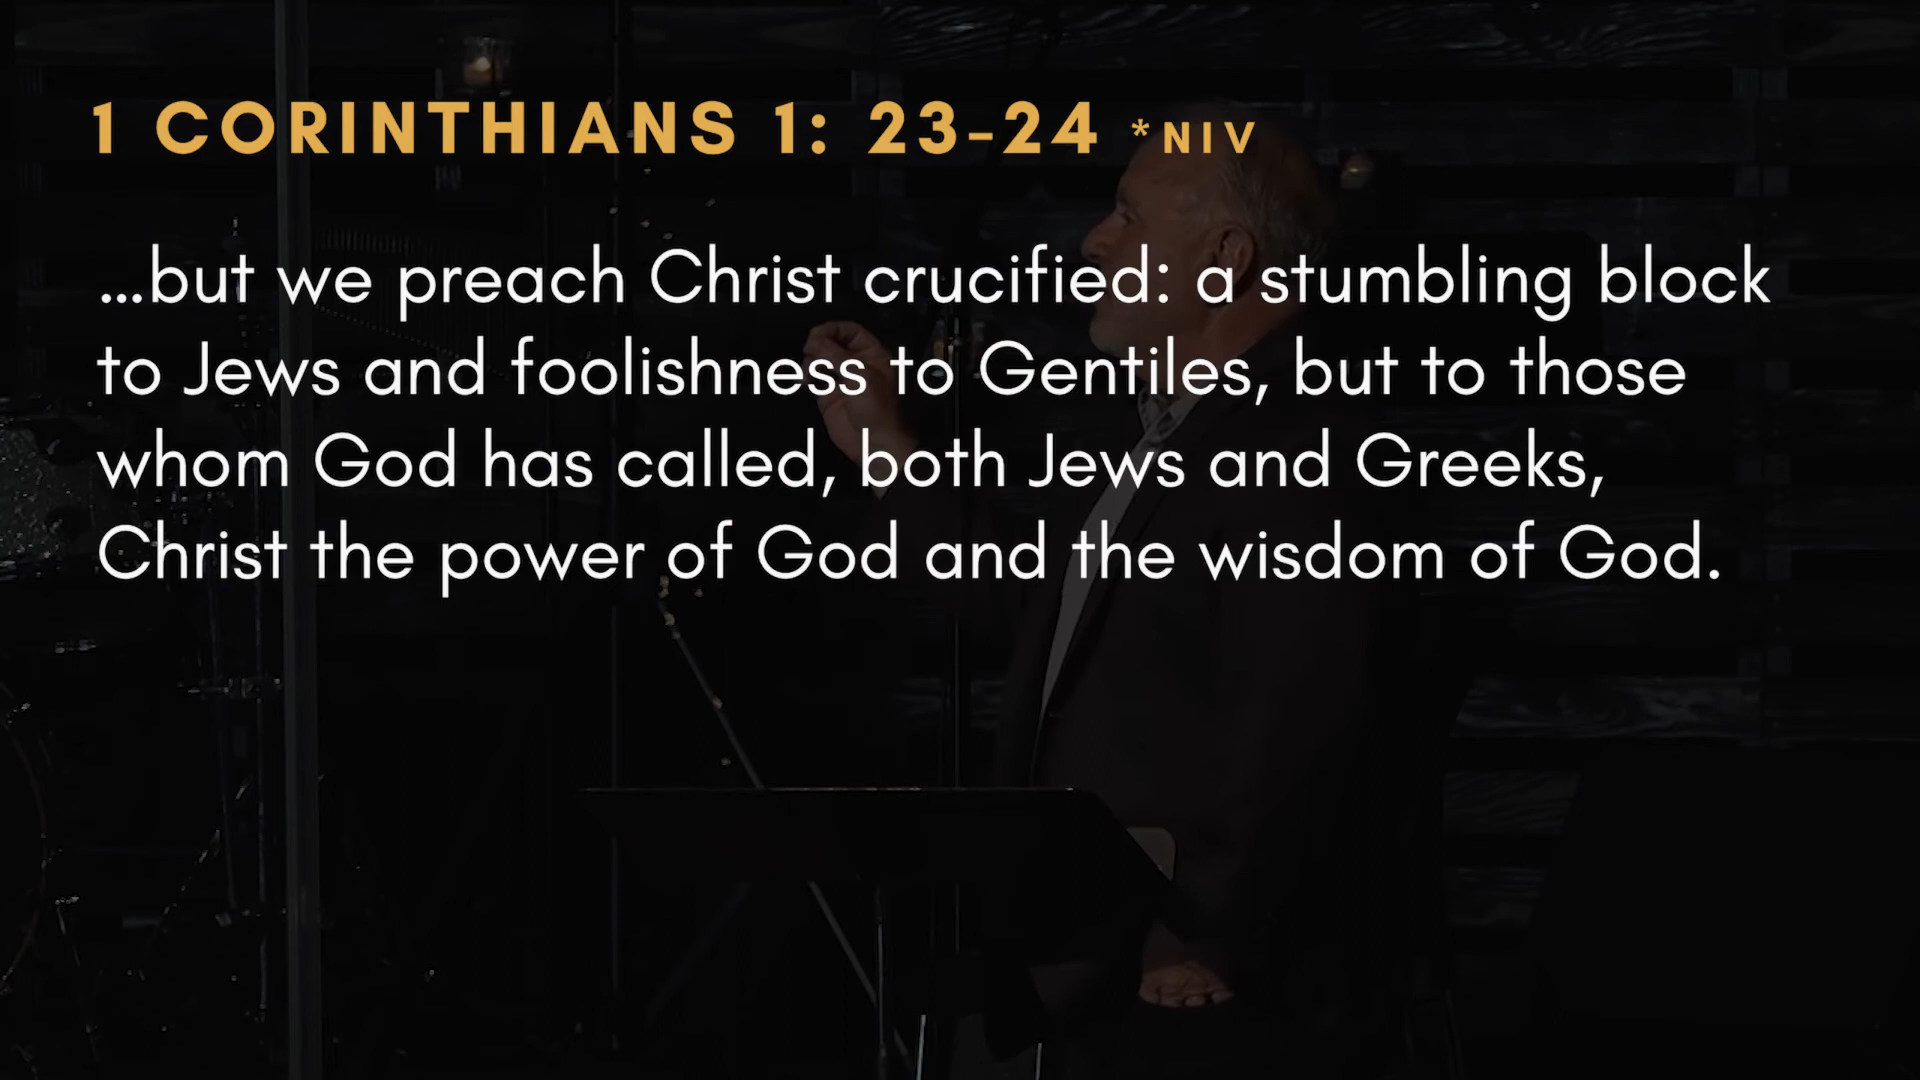 1 CORINTHIANS 1: 23-24 *NIV
...but we preach Christ crucified: a stumbling block
to Jews and foolishness to Gentiles, but to those
whom God has called, both Jews and Greeks,
Christ the power of God and the wisdom of God.